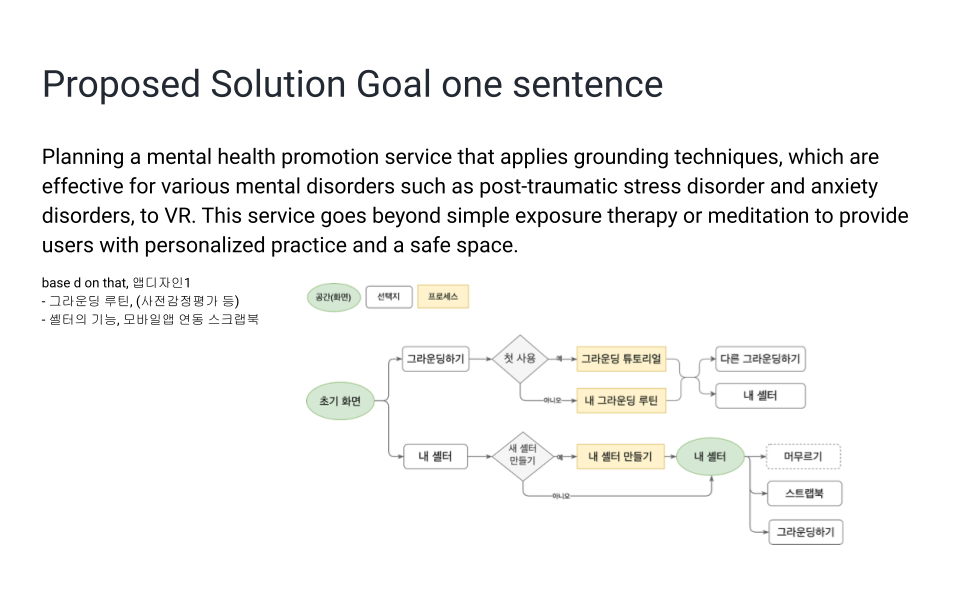 Proposed Solution Goal one sentence
Planning a mental health promotion service that applies grounding techniques, which are
effective for various mental disorders such as post-traumatic stress disorder and anxiety
disorders, to VR. This service goes beyond simple exposure therapy or meditation to provide
users with personalized practice and a safe space.
base d on that, 앱디자인1
- 그라운딩 루틴, (사전감정평가 등)
- 셸터의 기능, 모바일앱 연동 스크랩북
공간(화면)
선택지
프로세스
초기 화면
그라운딩하기
첫 사용
예
그라운딩 튜토리얼
아니오
내 그라운딩 루틴
다른 그라운딩하기
내 셸터
내 셸터
새 셸터
만들기
예
내 셸터 만들기
아니오
내 셸터
머무르기
스트랩북
그라운딩하기